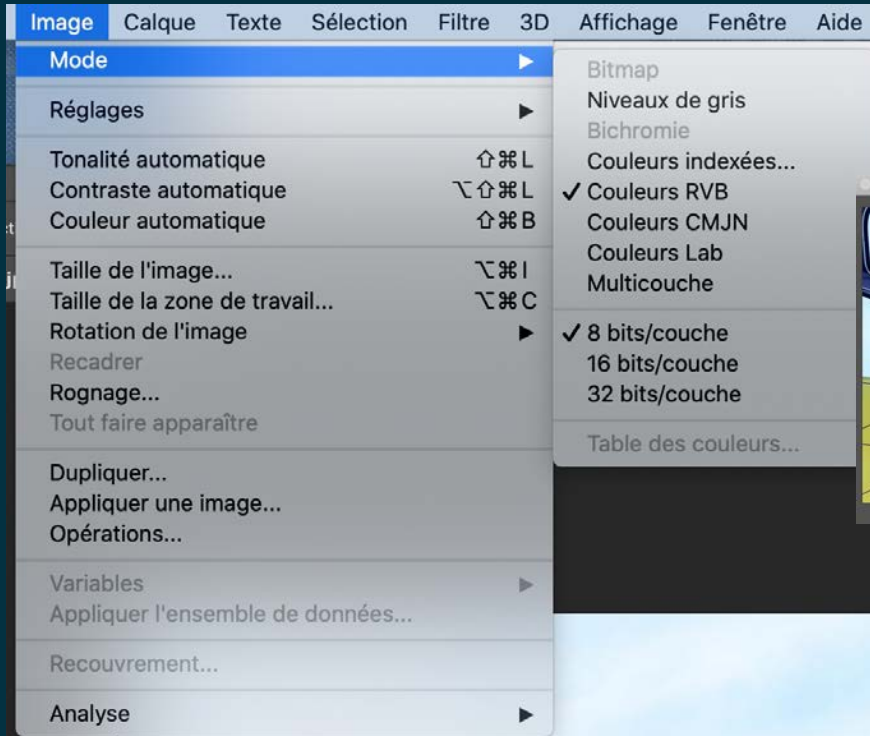 Image Calque Texte Sélection Filtre 3D Affichage Fenêtre Aide
Mode
Réglages
Tonalité automatique ⇧⌘L
Contraste automatique ⌥⇧⌘L
Couleur automatique ⇧⌘B
Taille de l'image... ⌥⌘I
Taille de la zone de travail... ⌥⌘C
Rotation de l'image
Recadrer
Rognage...
Tout faire apparaître
Dupliquer...
Appliquer une image...
Opérations...
Variables
Appliquer l'ensemble de données...
Recouvrement...
Analyse
Bitmap
Niveaux de gris
Bichromie
Couleurs indexées...
✓ Couleurs RVB
Couleurs CMJN
Couleurs Lab
Multicouche
✓ 8 bits/couche
16 bits/couche
32 bits/couche
Table des couleurs...